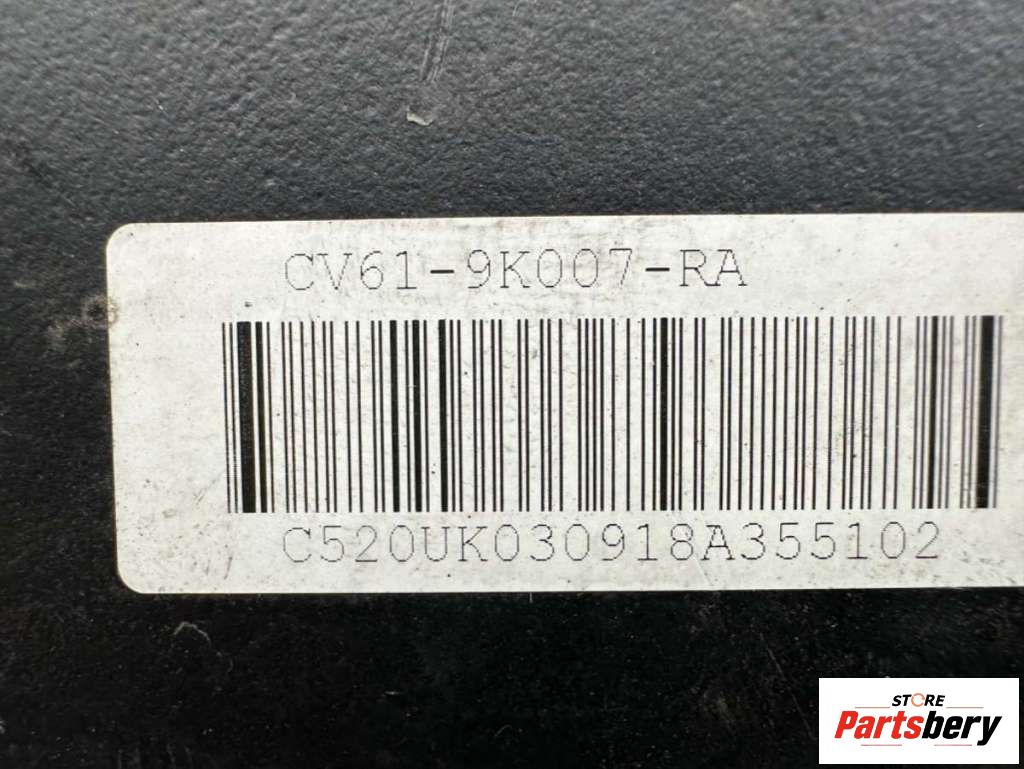 CV61-9K007-RA
C520UK030918A355102
STORE
Partsbery